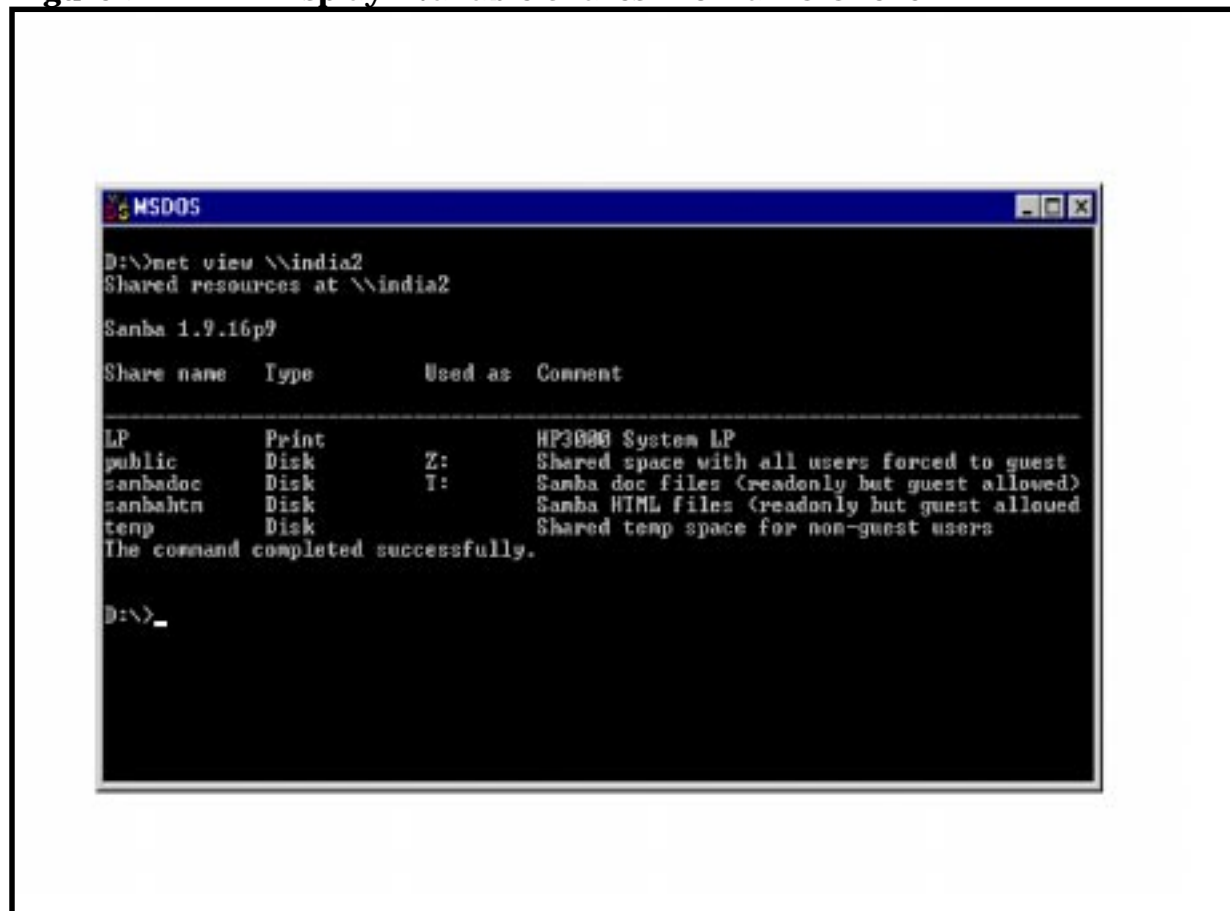 MSDOS
D:\>net view \\india2
Shared resources at \\india2
Samba 1.9.16p9
Share name Type Used as Comment
LP Print HP3000 System LP
public Disk Z: Shared space with all users forced to guest
sambadoc Disk T: Samba doc files (readonly but guest allowed)
sambahtm Disk Samba HTML files (readonly but guest allowed
temp Disk Shared temp space for non-guest users
The command completed successfully.
D:\>_